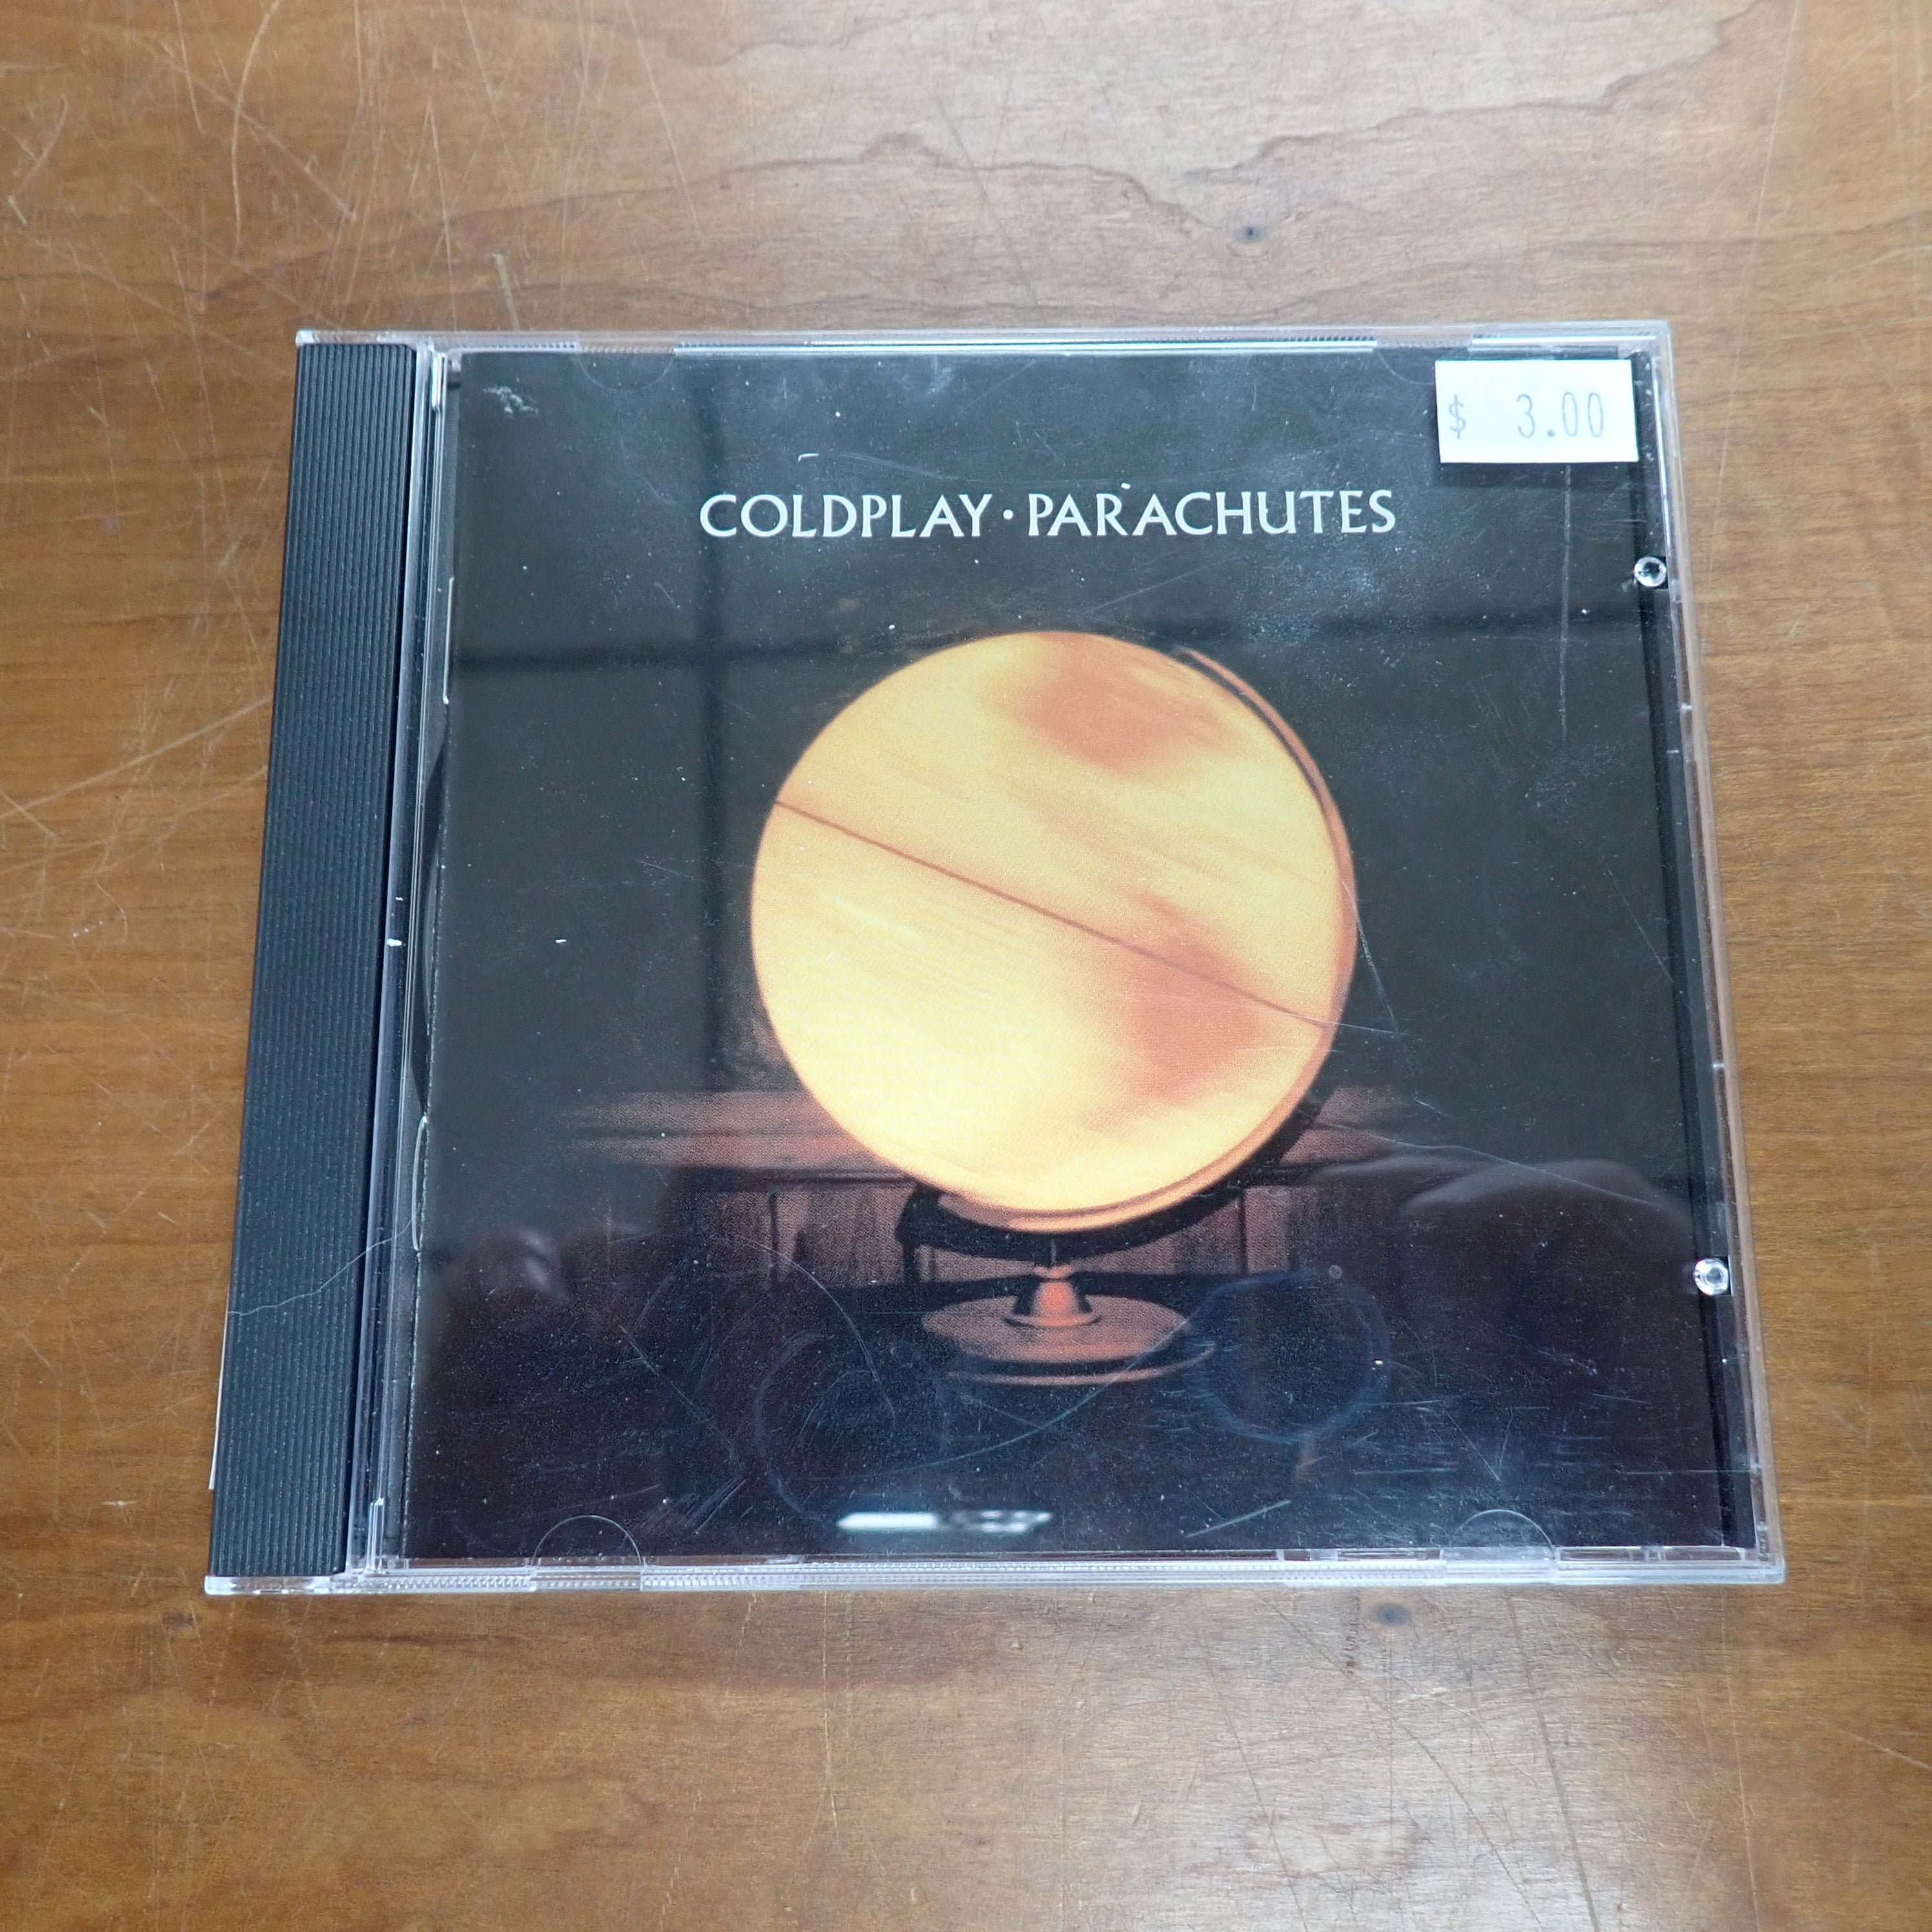 $ 3.00
COLDPLAY · PARACHUTES